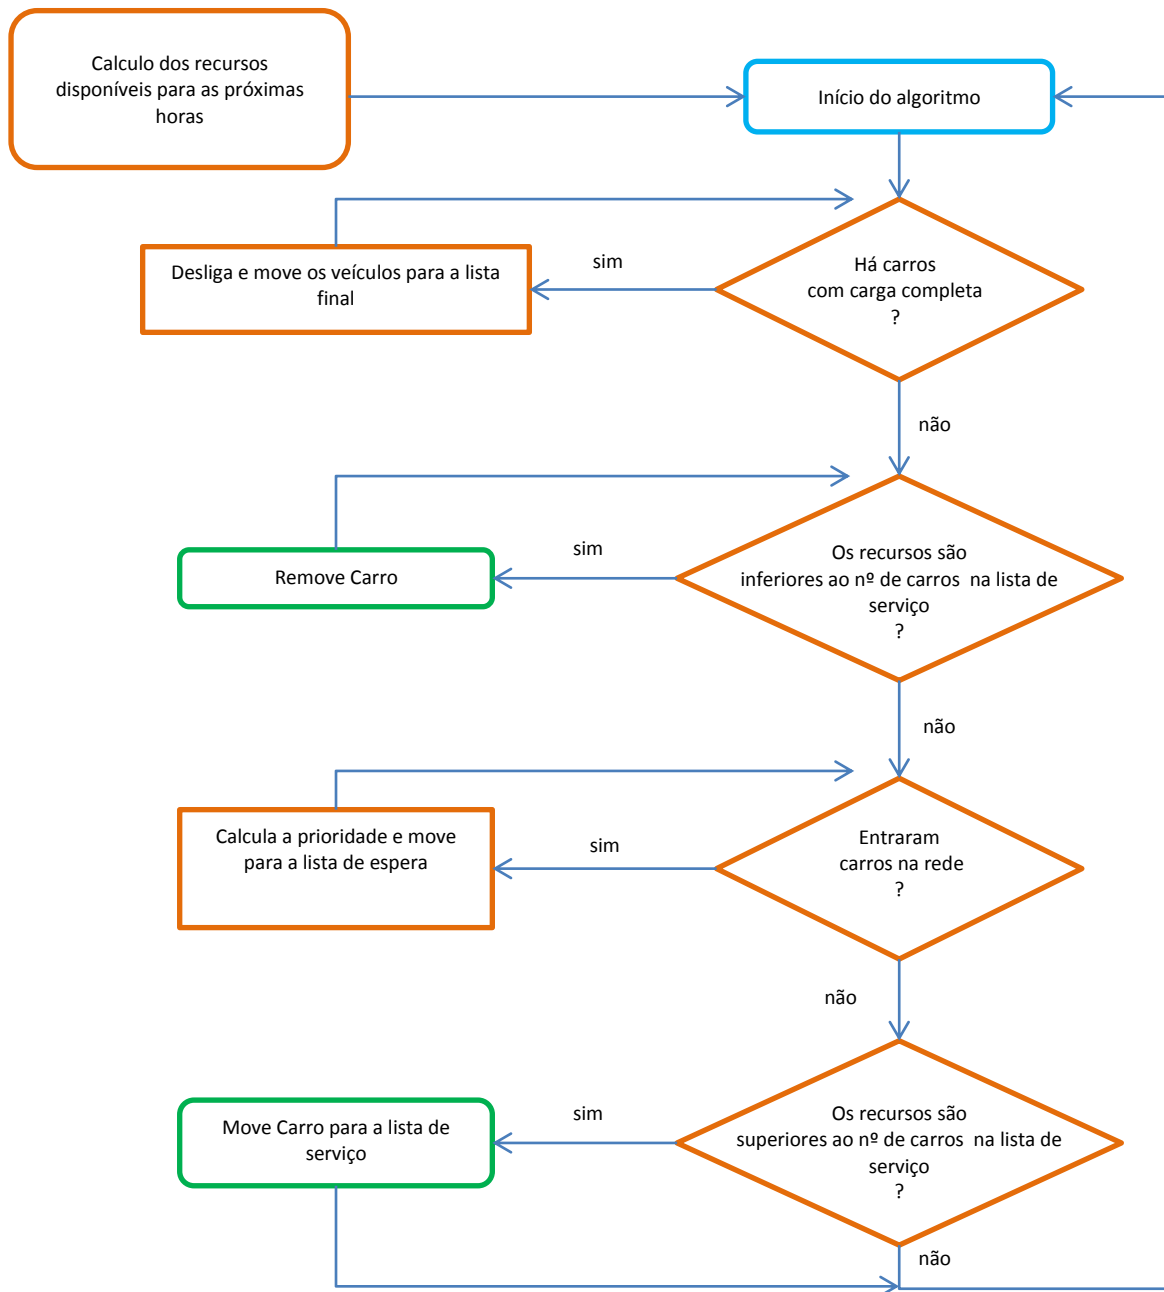 Calculo dos recursos
disponíveis para as próximas
horas
Início do algoritmo
Há carros
com carga completa
?
sim
Desliga e move os veículos para a lista
final
não
Os recursos são
inferiores ao nº de carros na lista de
serviço
?
sim
Remove Carro
não
Entraram
carros na rede
?
sim
Calcula a prioridade e move
para a lista de espera
não
Os recursos são
superiores ao nº de carros na lista de
serviço
?
sim
Move Carro para a lista de
serviço
não